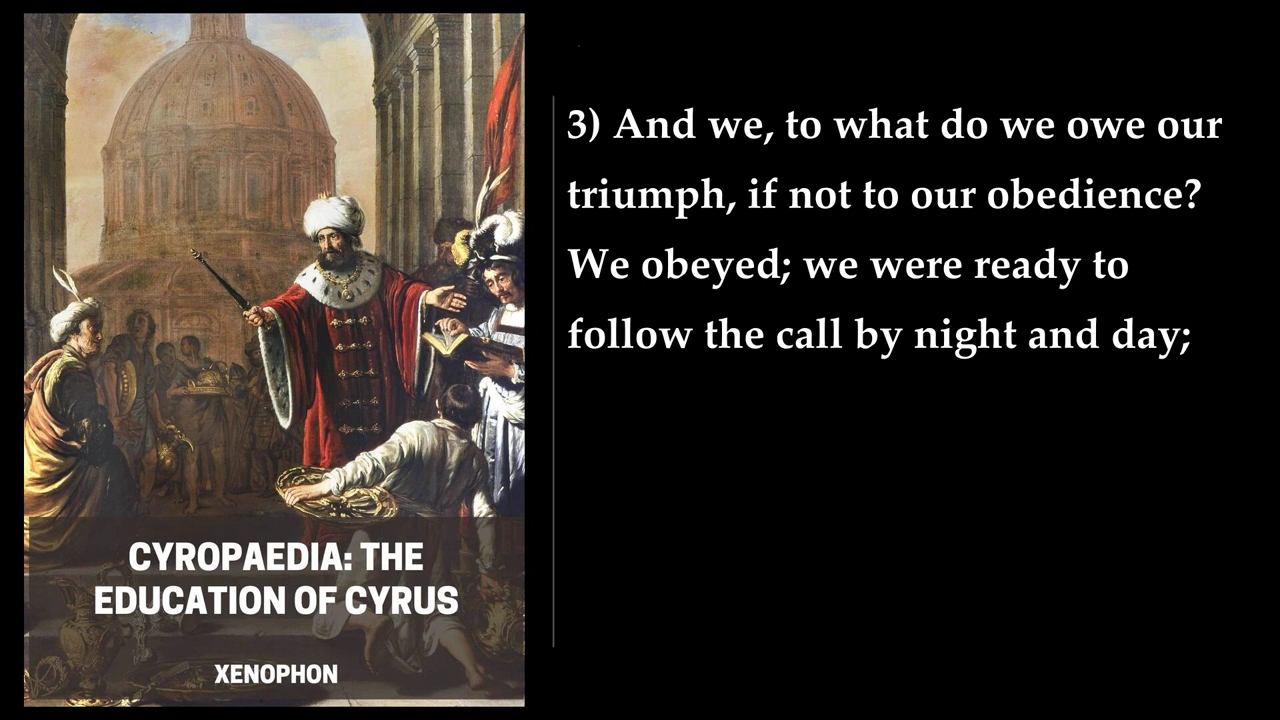 CYROPAEDIA: THE
EDUCATION OF CYRUS
XENOPHON
3) And we, to what do we owe our
triumph, if not to our obedience?
We obeyed; we were ready to
follow the call by night and day;